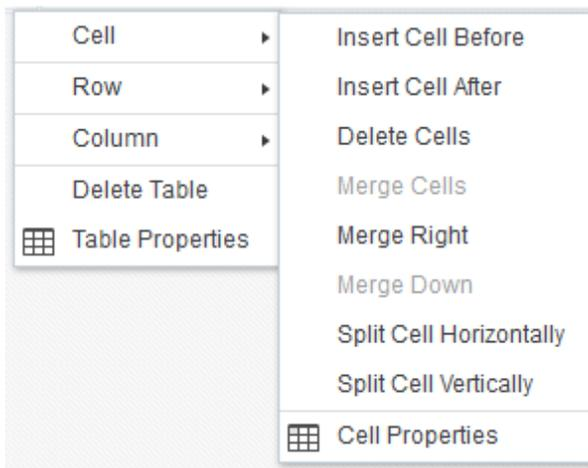 Cell
Row
Column
Delete Table
Table Properties
Insert Cell Before
Insert Cell After
Delete Cells
Merge Cells
Merge Right
Merge Down
Split Cell Horizontally
Split Cell Vertically
Cell Properties